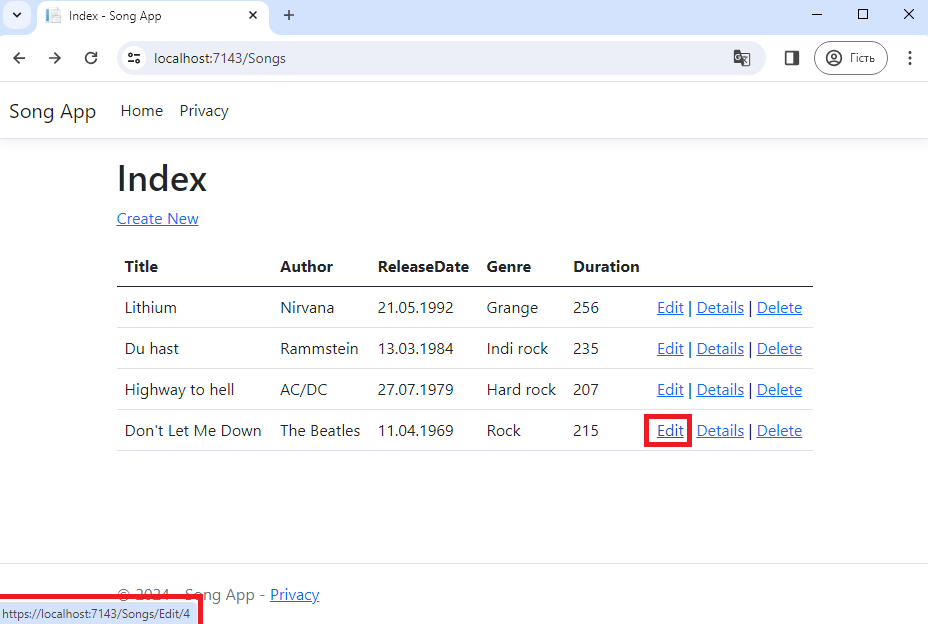 Index - Song App
localhost:7143/Songs
Гість
Song App Home Privacy
Index
Create New
Title Author ReleaseDate Genre Duration
Lithium Nirvana 21.05.1992 Grange 256 Edit | Details | Delete
Du hast Rammstein 13.03.1984 Indi rock 235 Edit | Details | Delete
Highway to hell AC/DC 27.07.1979 Hard rock 207 Edit | Details | Delete
Don't Let Me Down The Beatles 11.04.1969 Rock 215 Edit Details | Delete
© 2024 - Song App - Privacy
https://localhost:7143/Songs/Edit/4